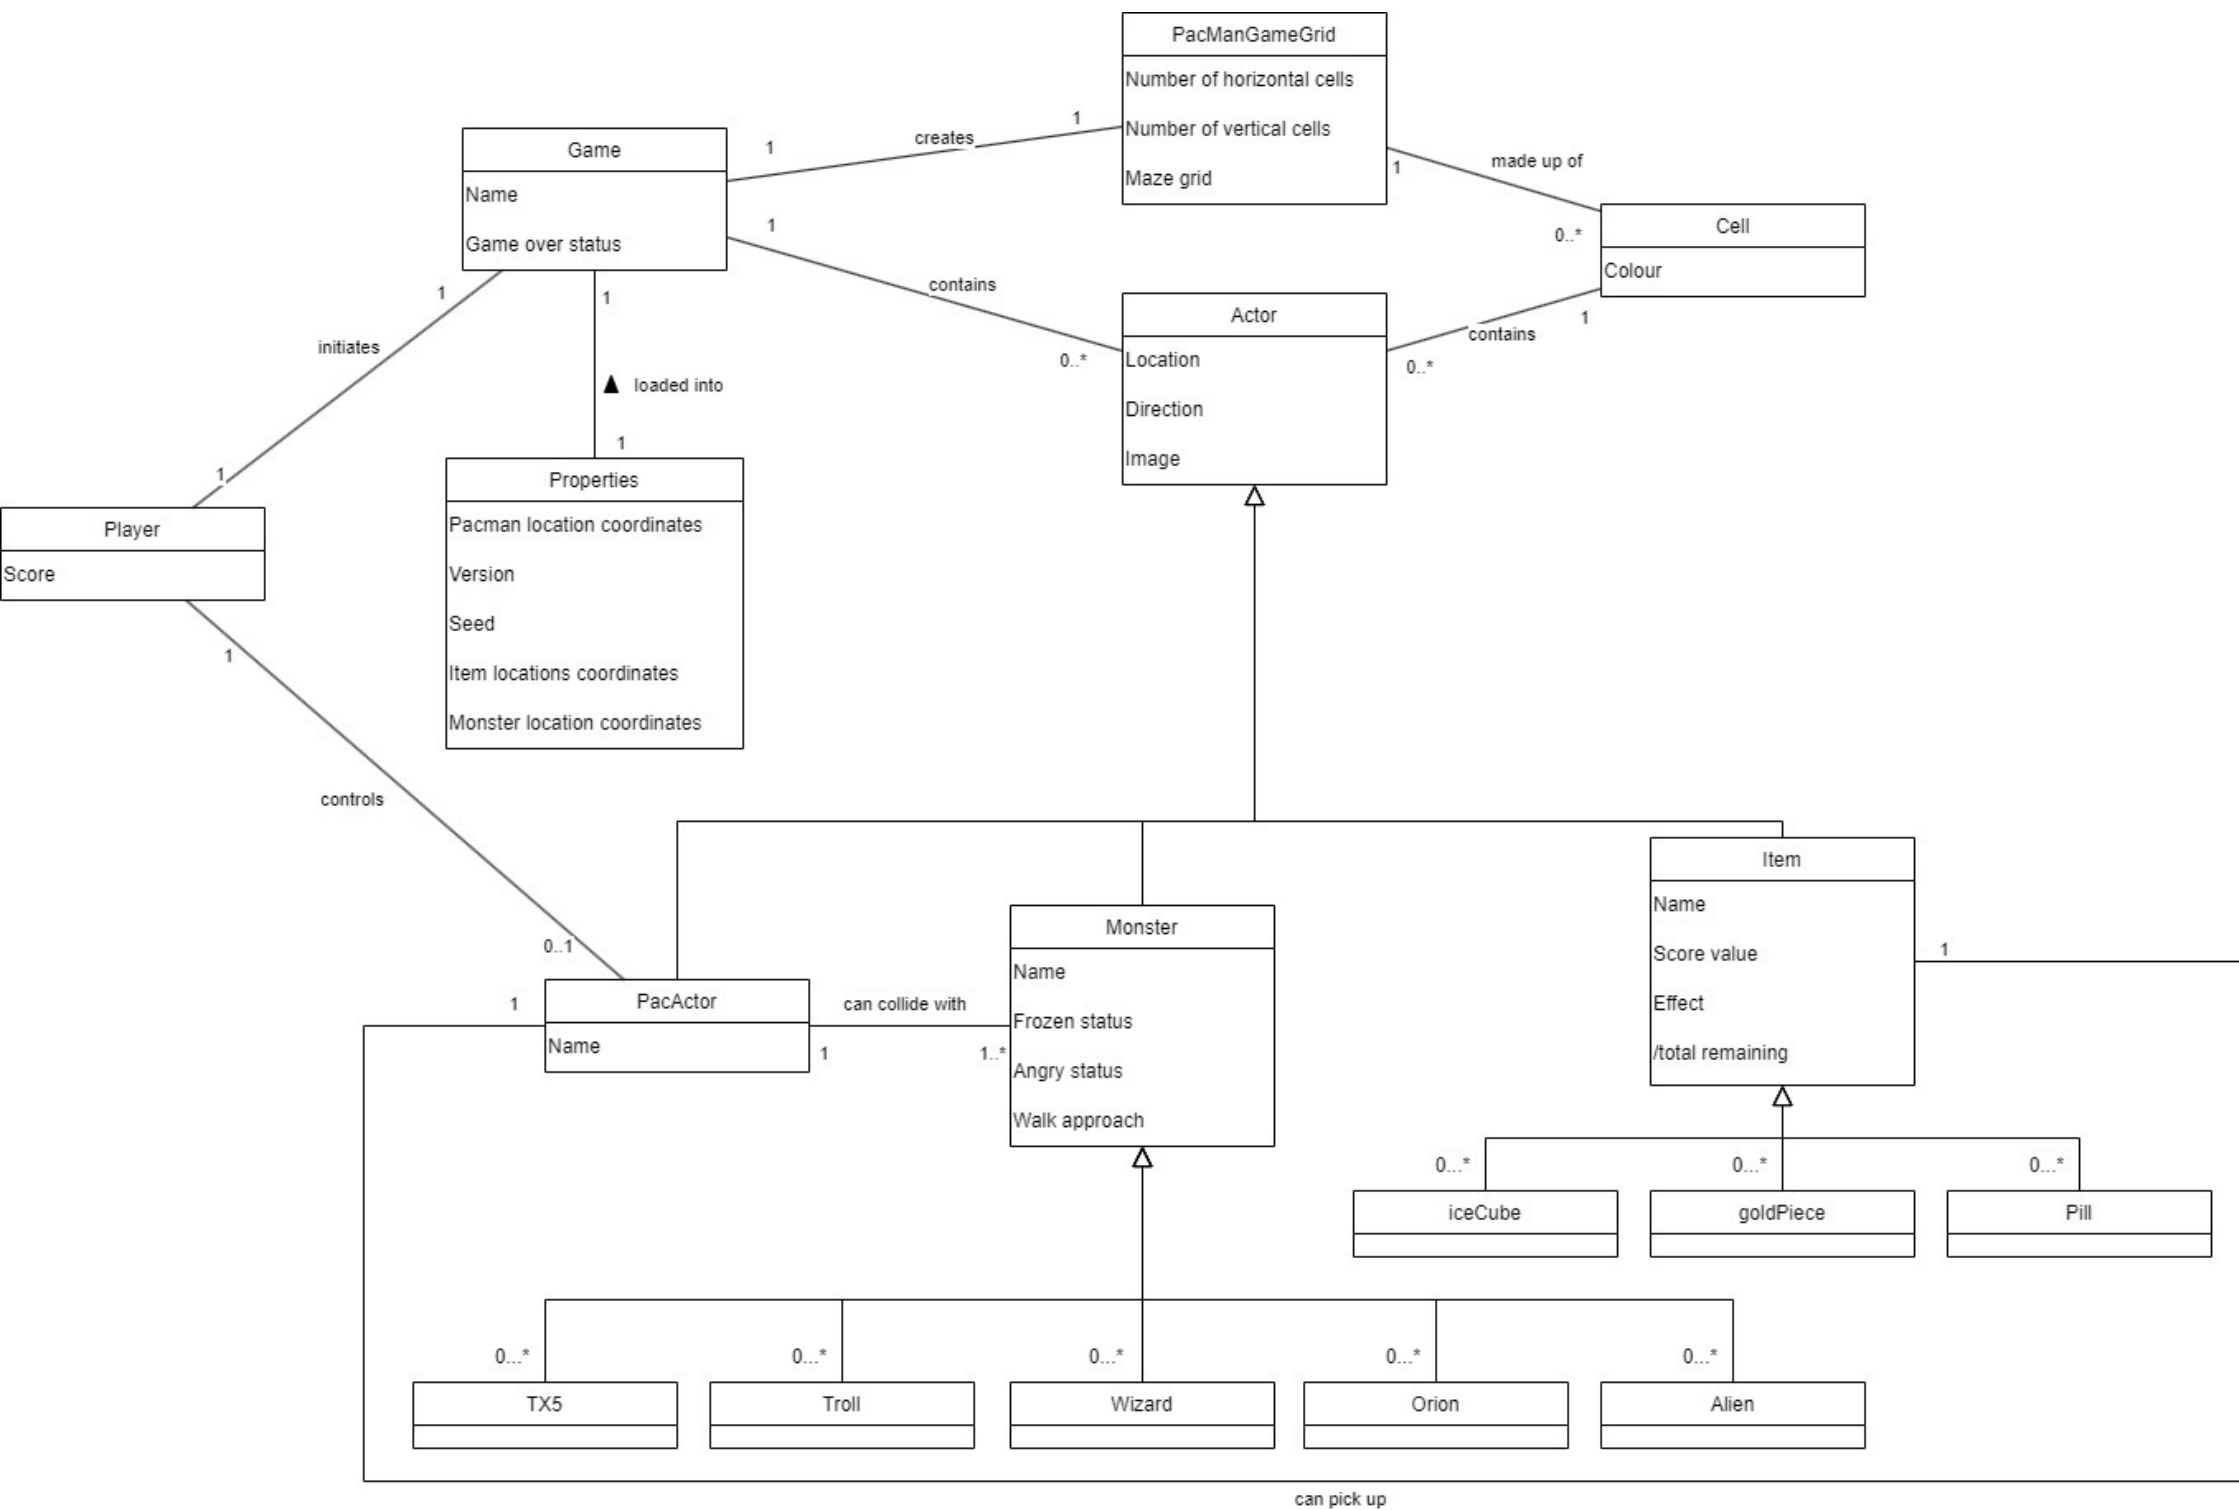 PacManGameGrid
Number of horizontal cells
Number of vertical cells
Maze grid
1
creates
1
Game
Name
Game over status
1
made up of
0..*
Cell
Colour
1
contains
0..*
Actor
Location
Direction
Image
1
contains
0..*
1
initiates
1
1
▲ loaded into
1
Properties
Pacman location coordinates
Version
Seed
Item locations coordinates
Monster location coordinates
Player
Score
1
controls
0..1
PacActor
Name
1
can collide with
1
1..*
Monster
Name
Frozen status
Angry status
Walk approach
Item
Name
Score value
Effect
/total remaining
1
0...*
0...*
0...*
iceCube
goldPiece
Pill
0...*
0...*
0...*
0...*
0...*
TX5
Troll
Wizard
Orion
Alien
can pick up